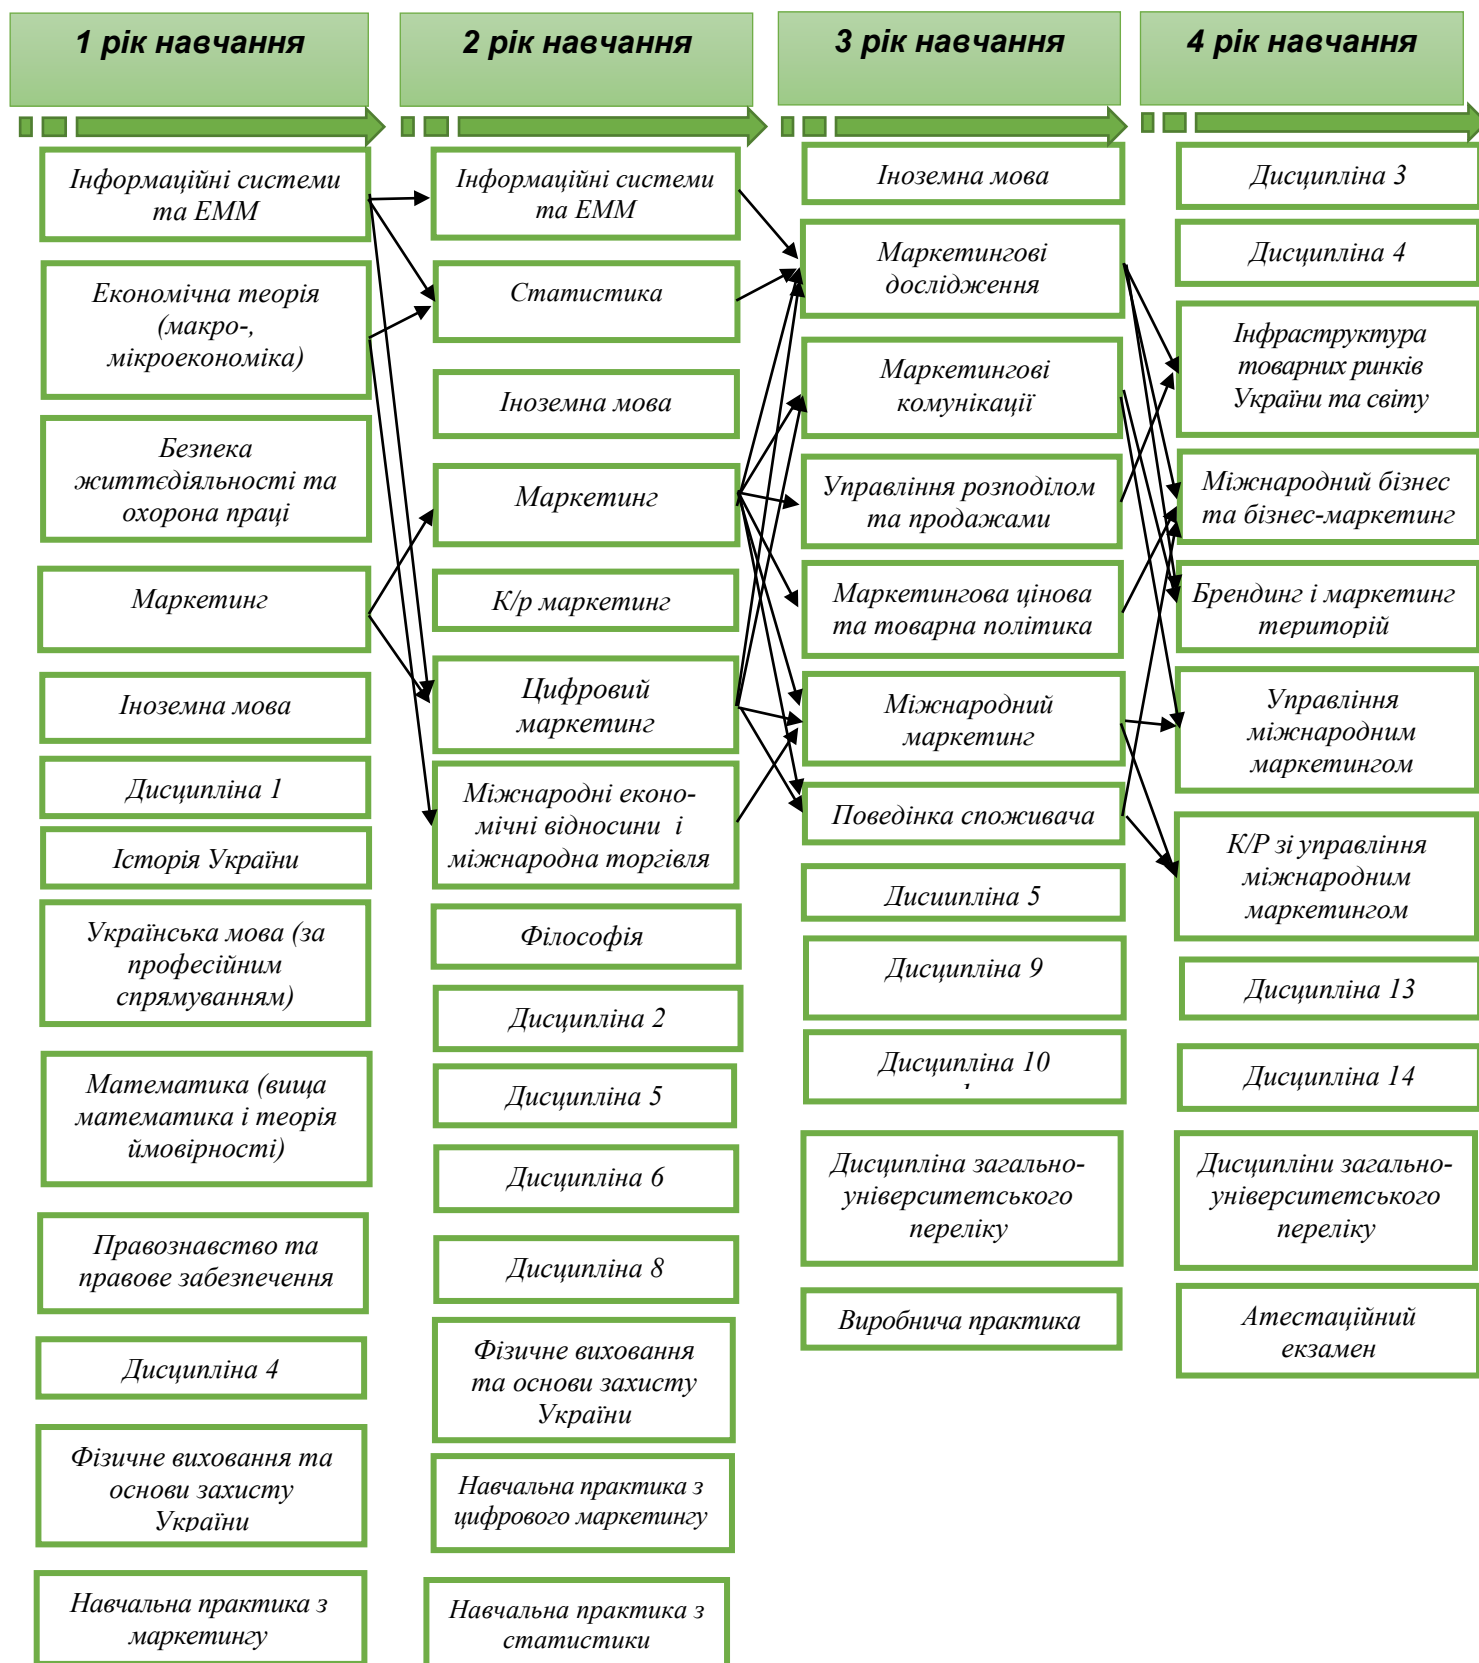 1 рік навчання
2 рік навчання
3 рік навчання
4 рік навчання
Інформаційні системи
та ЕММ
Економічна теорія
(макро-,
мікроекономіка)
Безпека
життєдіяльності та
охорона праці
Маркетинг
Іноземна мова
Дисципліна 1
Історія України
Українська мова (за
професійним
спрямуванням)
Математика (вища
математика і теорія
ймовірності)
Правознавство та
правове забезпечення
Дисципліна 4
Фізичне виховання та
основи захисту
України
Навчальна практика з
маркетингу
Інформаційні системи
та ЕММ
Статистика
Іноземна мова
Маркетинг
К/р маркетинг
Цифровий
маркетинг
Міжнародні еконо-
мічні відносини і
міжнародна торгівля
Філософія
Дисципліна 2
Дисципліна 5
Дисципліна 6
Дисципліна 8
Фізичне виховання
та основи захисту
України
Навчальна практика з
цифрового маркетингу
Навчальна практика з
статистики
Іноземна мова
Маркетингові
дослідження
Маркетингові
комунікації
Управління розподілом
та продажами
Маркетингова цінова
та товарна політика
Міжнародний
маркетинг
Поведінка споживача
Дисципліна 5
Дисципліна 9
Дисципліна 10
Дисципліна загально-
університетського
переліку
Виробнича практика
Дисципліна 3
Дисципліна 4
Інфраструктура
товарних ринків
України та світу
Міжнародний бізнес
та бізнес-маркетинг
Брендинг і маркетинг
територій
Управління
міжнародним
маркетингом
К/Р зі управління
міжнародним
маркетингом
Дисципліна 13
Дисципліна 14
Дисципліни загально-
університетського
переліку
Атестаційний
екзамен